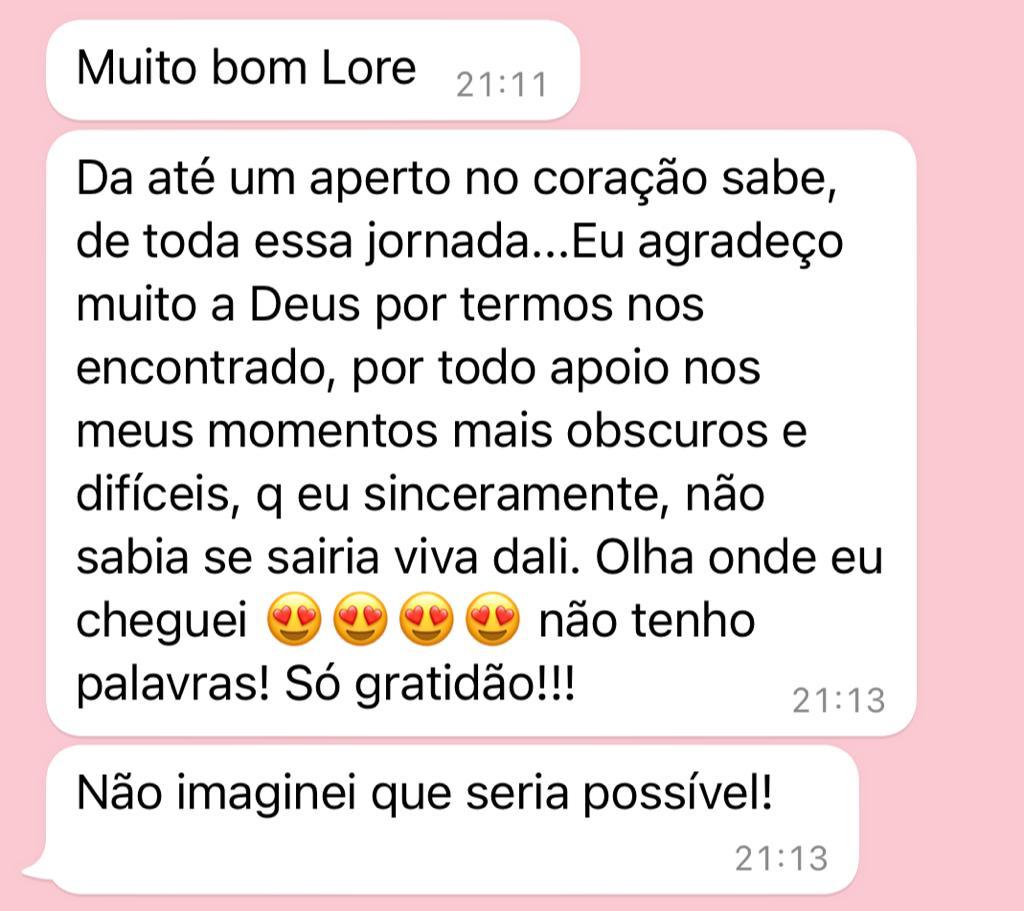 Muito bom Lore 21:11
Da até um aperto no coração sabe,
de toda essa jornada...Eu agradeço
muito a Deus por termos nos
encontrado, por todo apoio nos
meus momentos mais obscuros e
difíceis, q eu sinceramente, não
sabia se sairia viva dali. Olha onde eu
cheguei 😍😍😍😍 não tenho
palavras! Só gratidão!!! 21:13
Não imaginei que seria possível!
21:13